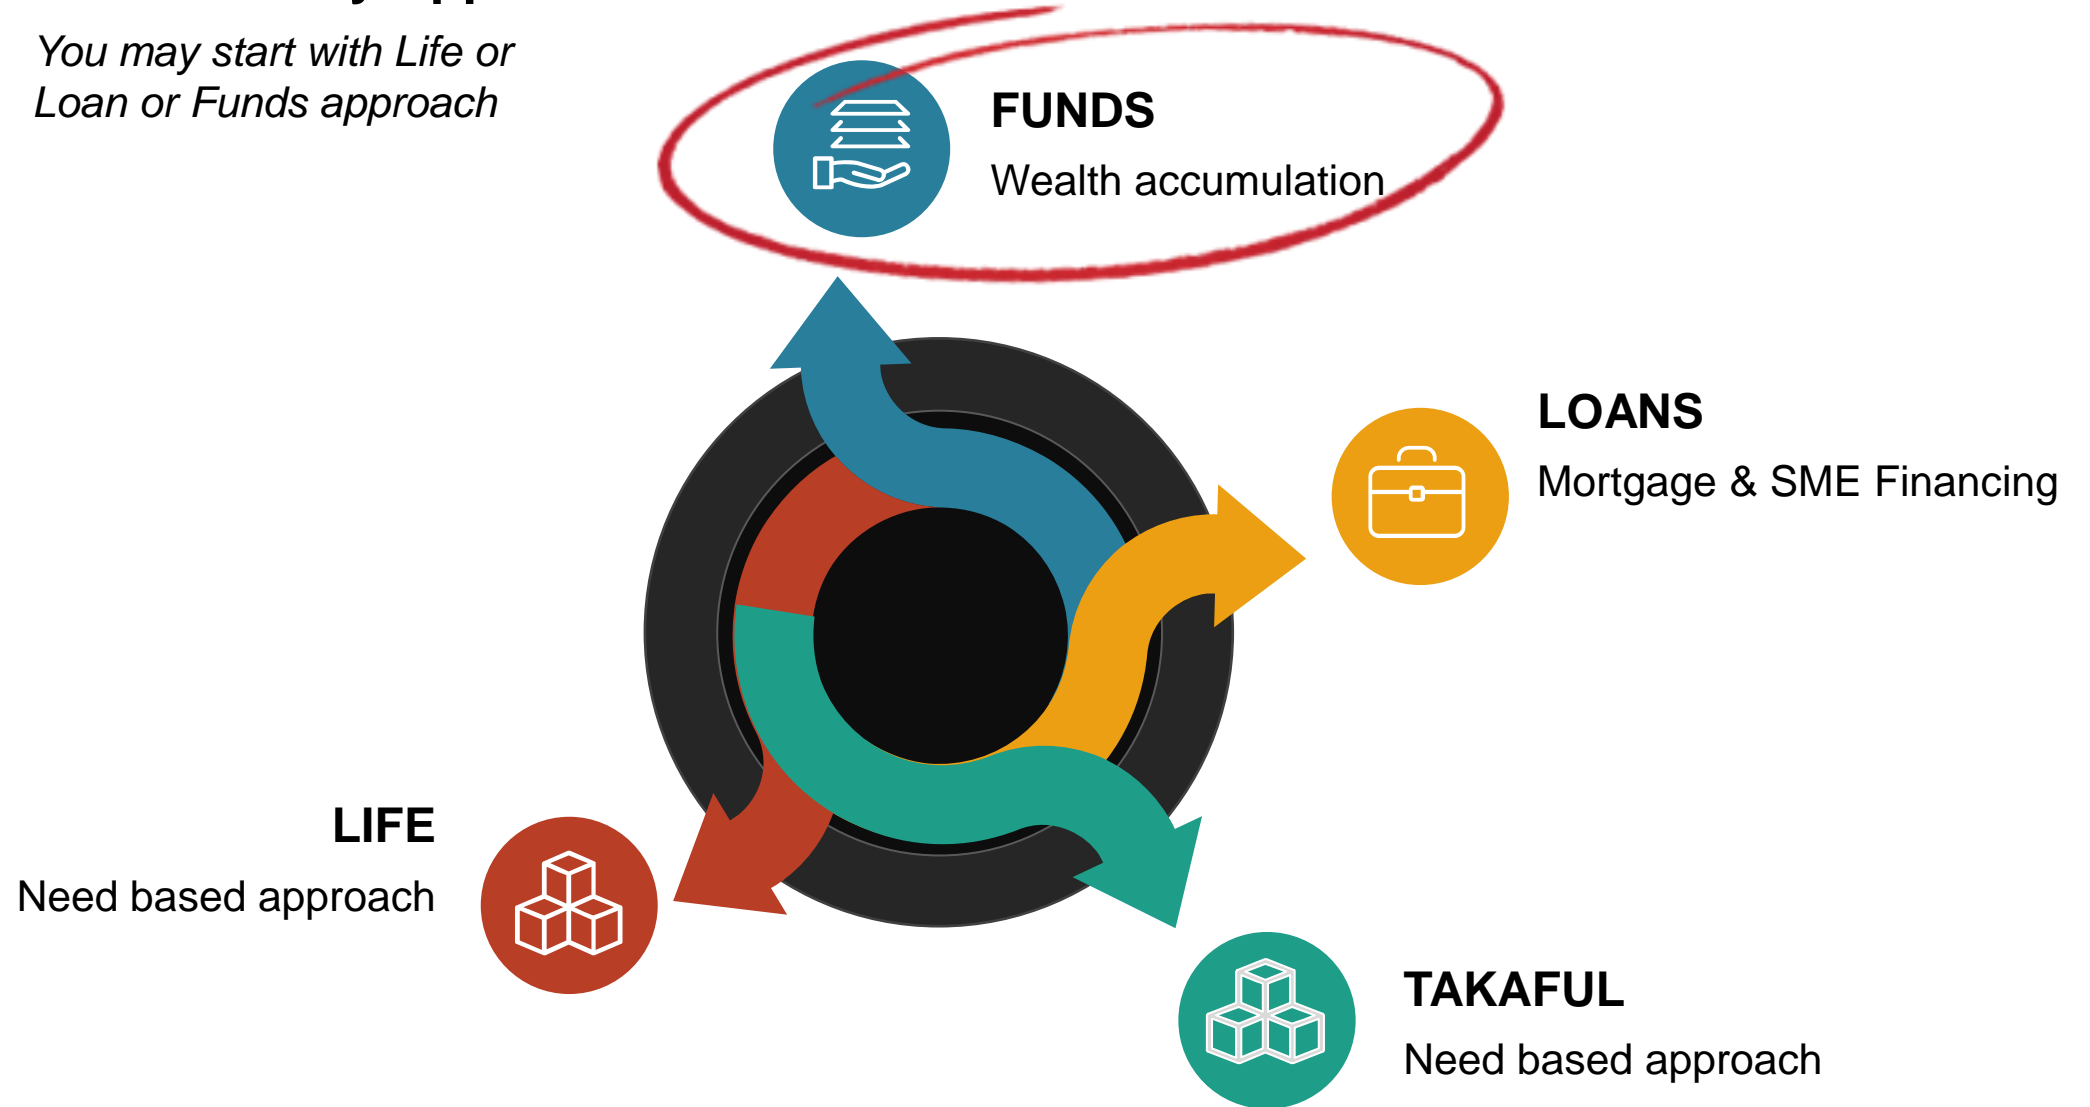 You may start with Life or
Loan or Funds approach
FUNDS
Wealth accumulation
LOANS
Mortgage & SME Financing
LIFE
Need based approach
TAKAFUL
Need based approach